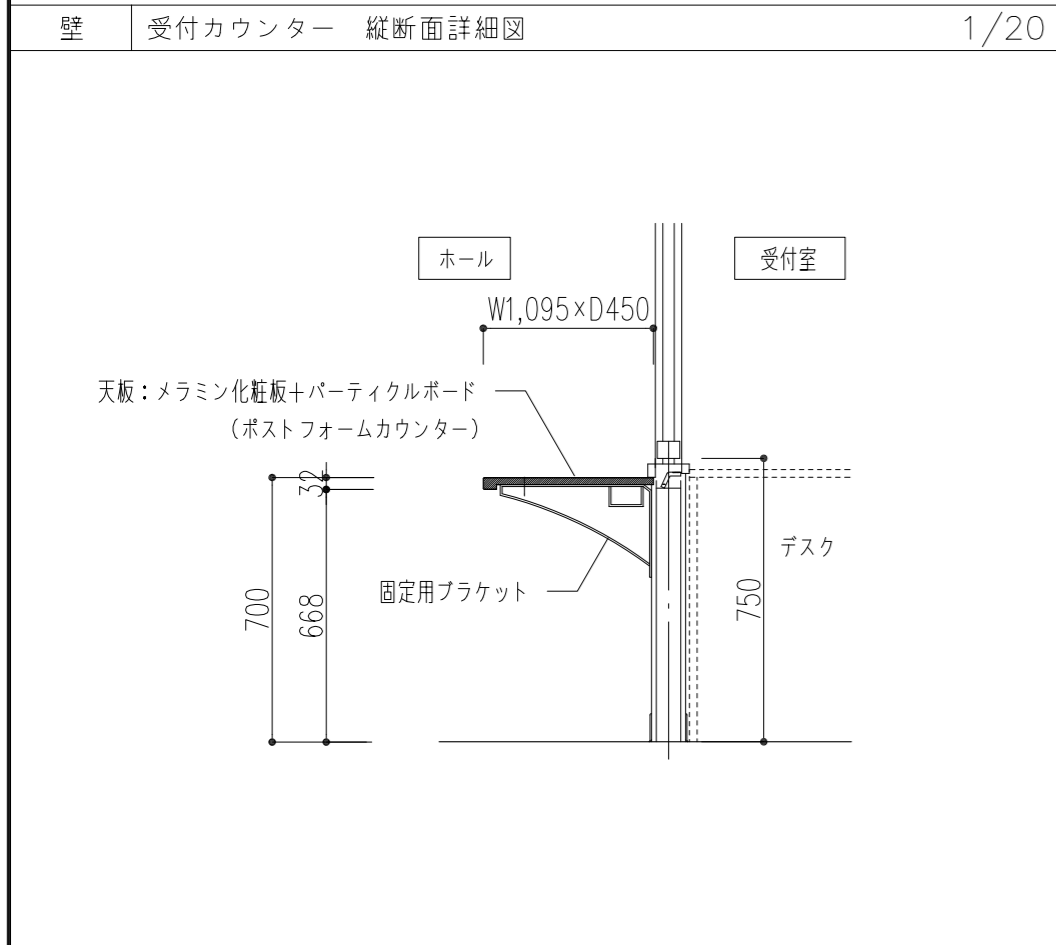 壁 受付カウンター 縦断面詳細図 1/20
ホール 受付室
W1,095×D450
天板：メラミン化粧板＋パーティクルボード
（ポストフォームカウンター）
32
デスク
固定用ブラケット
700
668
750